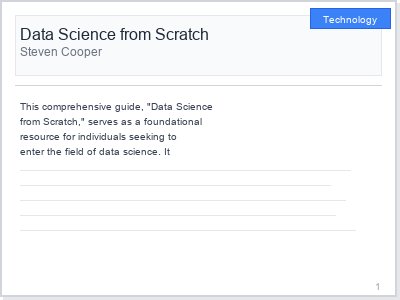 Technology
Data Science from Scratch
Steven Cooper
This comprehensive guide, "Data Science
from Scratch," serves as a foundational
resource for individuals seeking to
enter the field of data science. It
1